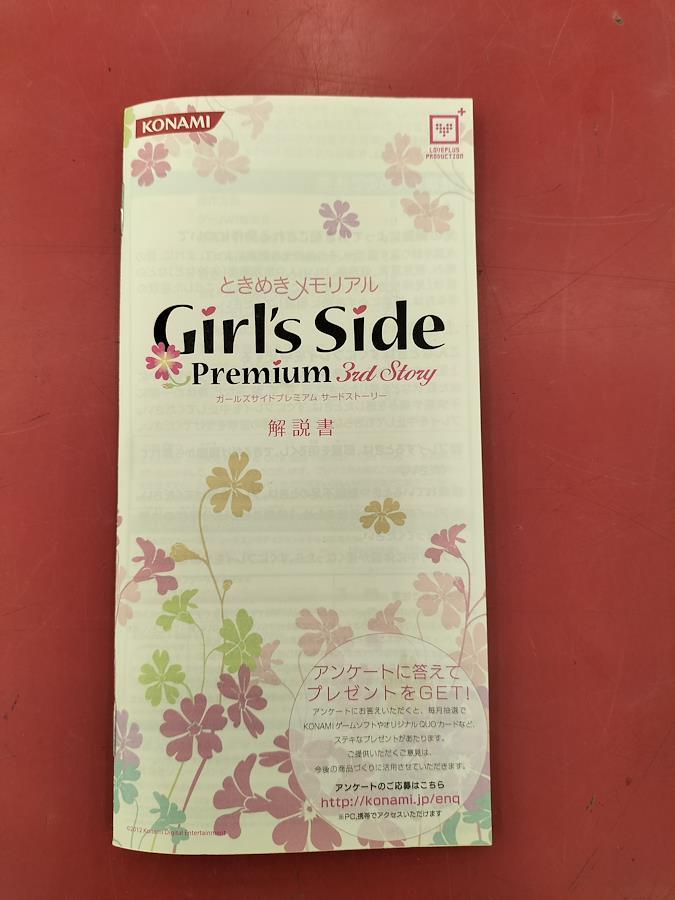 KONAMI
LOVEPLUS
PRODUCTION
ときめきメモリアル
Girl's Side
Premium 3rd Story
ガールズサイドプレミアム サードストーリー
解説書
アンケートに答えて
プレゼントをGET!
アンケートにお答えいただくと、毎月抽選で
KONAMIゲームソフトやオリジナルQUOカードなど、
ステキなプレゼントがあたります。
ご提供いただくご意見は、
今後の商品づくりに活用させていただきます。
アンケートのご応募はこちら
http://konami.jp/enq
※PC,携帯でアクセスいただけます
©2012 Konami Digital Entertainment